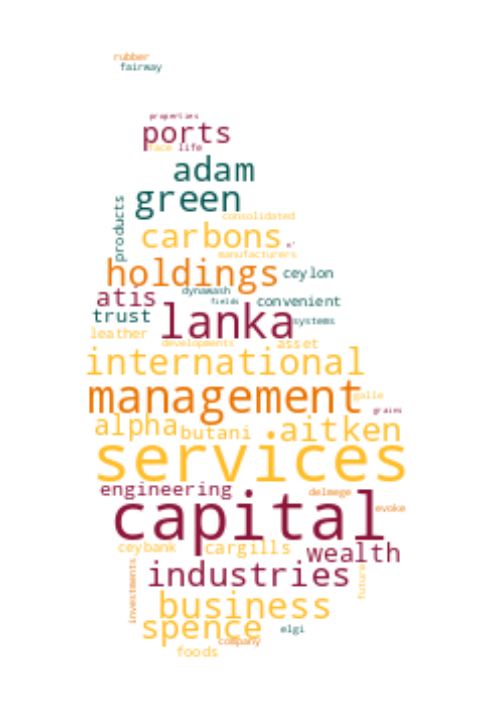 rubber
fairway
properties
ports
face life
adam
green
products
consolidated
carbons
manufacturers
holdings ceylon
dynawash
atis fields convenient
trust lanka systems
leather developments asset
international
management galle
grains
alpha butani aitken
services
engineering delmege
capital evoke
ceybank cargills wealth
investments industries future
business
spence elgi
company
foods